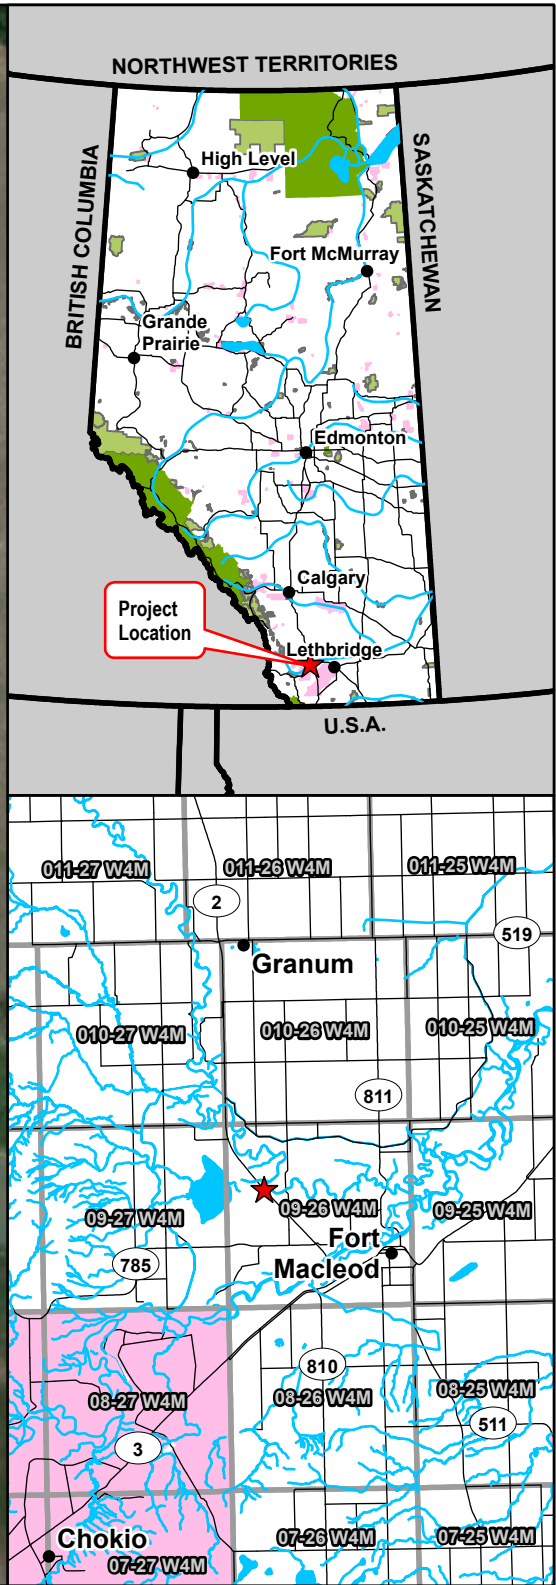 NORTHWEST TERRITORIES
BRITISH COLUMBIA
SASKATCHEWAN
High Level
Fort McMurray
Grande
Prairie
Edmonton
Calgary
Project
Location
Lethbridge
U.S.A.
011-27 W4M
011-26 W4M
011-25 W4M
2
519
Granum
010-27 W4M
010-26 W4M
010-25 W4M
811
09-27 W4M
09-26 W4M
09-25 W4M
Fort
Macleod
785
810
08-27 W4M
08-26 W4M
08-25 W4M
511
3
Chokio
07-27 W4M
07-26 W4M
07-25 W4M